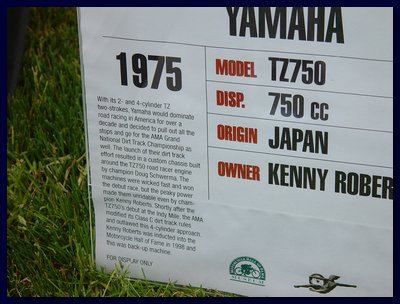 YAMAHA
1975
MODEL TZ750
DISP. 750 cc
ORIGIN JAPAN
OWNER KENNY ROBER
With its 2- and 4-cylinder TZ
two-strokes, Yamaha would dominate
road racing in America for over a
decade and decided to pull out all the
stops and go for the AMA Grand
National Dirt Track Championship as
well. The launch of their dirt track
effort resulted in a custom chassis built
around the TZ750 road racer engine
by champion Doug Schwerma. The
machines were wicked fast and won
the debut race, but the peaky power
made them unridable even by cham-
pion Kenny Roberts. Shortly after the
TZ750's debut at the Indy Mile, the AMA
modified its Class C dirt track rules
and outlawed this 4-cylinder approach.
Kenny Roberts was inducted into the
Motorcycle Hall of Fame in 1998 and
this was back-up machine.
FOR DISPLAY ONLY
MUSEUM